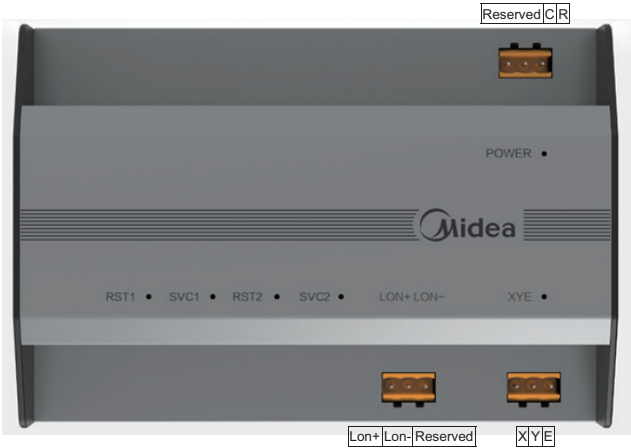 Reserved C R
POWER
Midea
RST1 SVC1 RST2 SVC2 LON+ LON- XYE
Lon+ Lon- Reserved X Y E